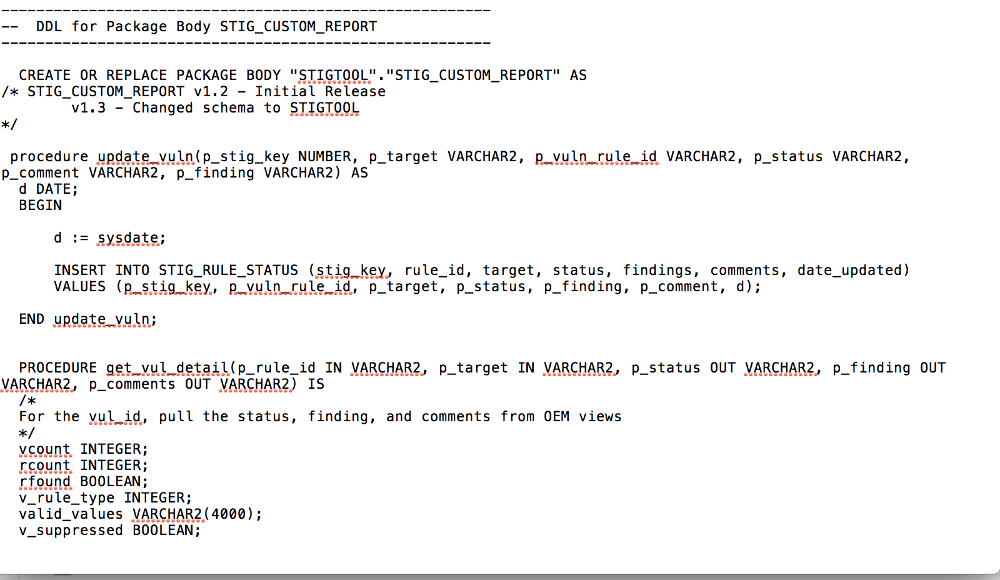 --------------------------------------------------------
--  DDL for Package Body STIG_CUSTOM_REPORT
--------------------------------------------------------

  CREATE OR REPLACE PACKAGE BODY "STIGTOOL"."STIG_CUSTOM_REPORT" AS
/* STIG_CUSTOM_REPORT v1.2 – Initial Release
        v1.3 – Changed schema to STIGTOOL
*/

 procedure update_vuln(p_stig_key NUMBER, p_target VARCHAR2, p_vuln_rule_id VARCHAR2, p_status VARCHAR2,
p_comment VARCHAR2, p_finding VARCHAR2) AS
  d DATE;
  BEGIN

      d := sysdate;

      INSERT INTO STIG_RULE_STATUS (stig_key, rule_id, target, status, findings, comments, date_updated)
      VALUES (p_stig_key, p_vuln_rule_id, p_target, p_status, p_finding, p_comment, d);

  END update_vuln;


  PROCEDURE get_vul_detail(p_rule_id IN VARCHAR2, p_target IN VARCHAR2, p_status OUT VARCHAR2, p_finding OUT
VARCHAR2, p_comments OUT VARCHAR2) IS
  /*
  For the vul_id, pull the status, finding, and comments from OEM views
  */
  vcount INTEGER;
  rcount INTEGER;
  rfound BOOLEAN;
  v_rule_type INTEGER;
  valid_values VARCHAR2(4000);
  v_suppressed BOOLEAN;